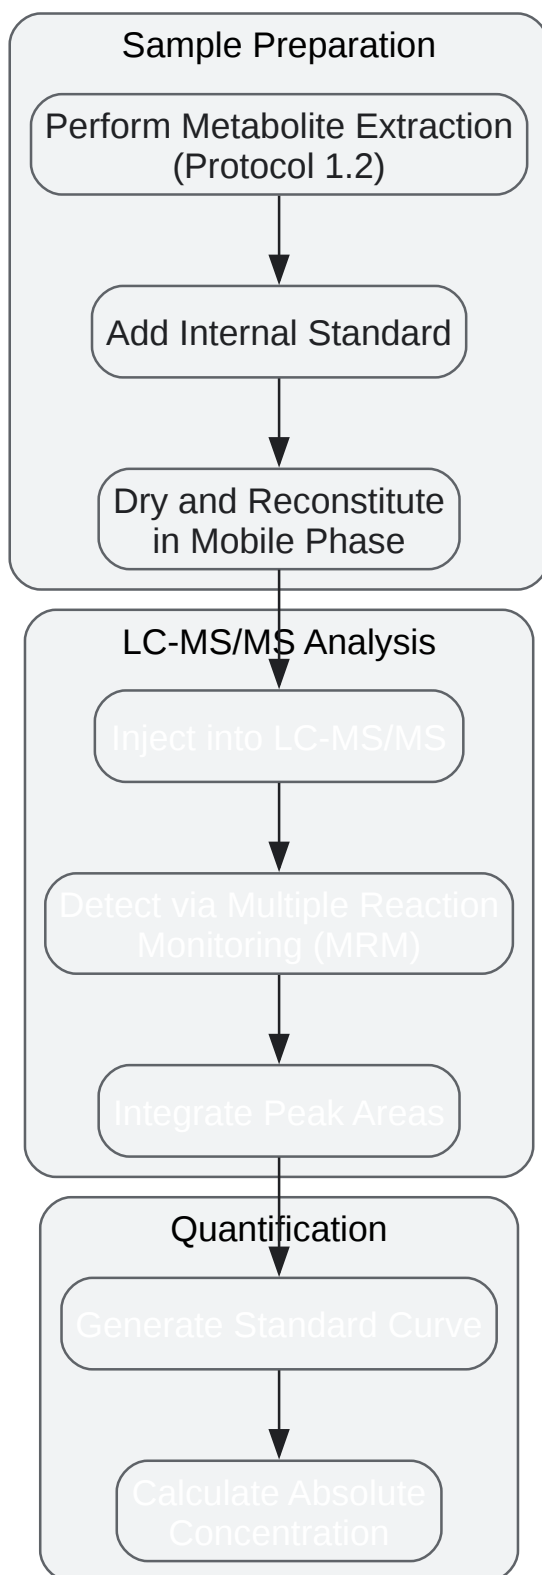 Sample Preparation
Perform Metabolite Extraction
(Protocol 1.2)
Add Internal Standard
Dry and Reconstitute
in Mobile Phase
LC-MS/MS Analysis
Inject into LC-MS/MS
Detect via Multiple Reaction
Monitoring (MRM)
Integrate Peak Areas
Quantification
Generate Standard Curve
Calculate Absolute
Concentration